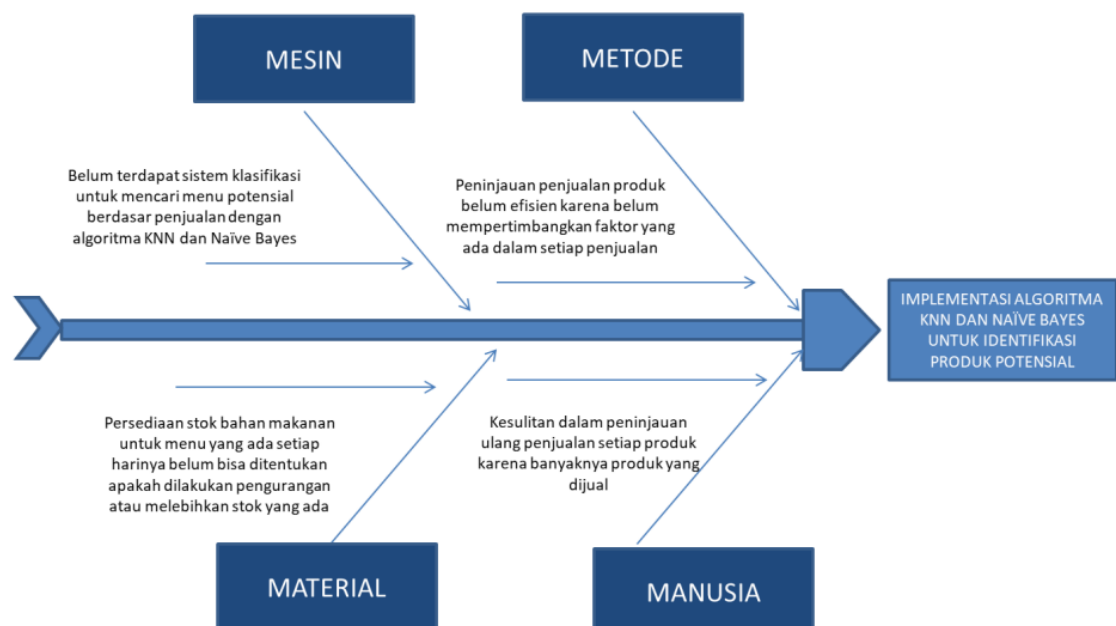 MESIN
METODE
Belum terdapat sistem klasifikasi
untuk mencari menu potensial
berdasar penjualan dengan
algoritma KNN dan Naïve Bayes
Peninjauan penjualan produk
belum efisien karena belum
mempertimbangkan faktor yang
ada dalam setiap penjualan
IMPLEMENTASI ALGORITMA
KNN DAN NAÏVE BAYES
UNTUK IDENTIFIKASI
PRODUK POTENSIAL
Persediaan stok bahan makanan
untuk menu yang ada setiap
harinya belum bisa ditentukan
apakah dilakukan pengurangan
atau melebihkan stok yang ada
Kesulitan dalam peninjauan
ulang penjualan setiap produk
karena banyaknya produk yang
dijual
MATERIAL
MANUSIA